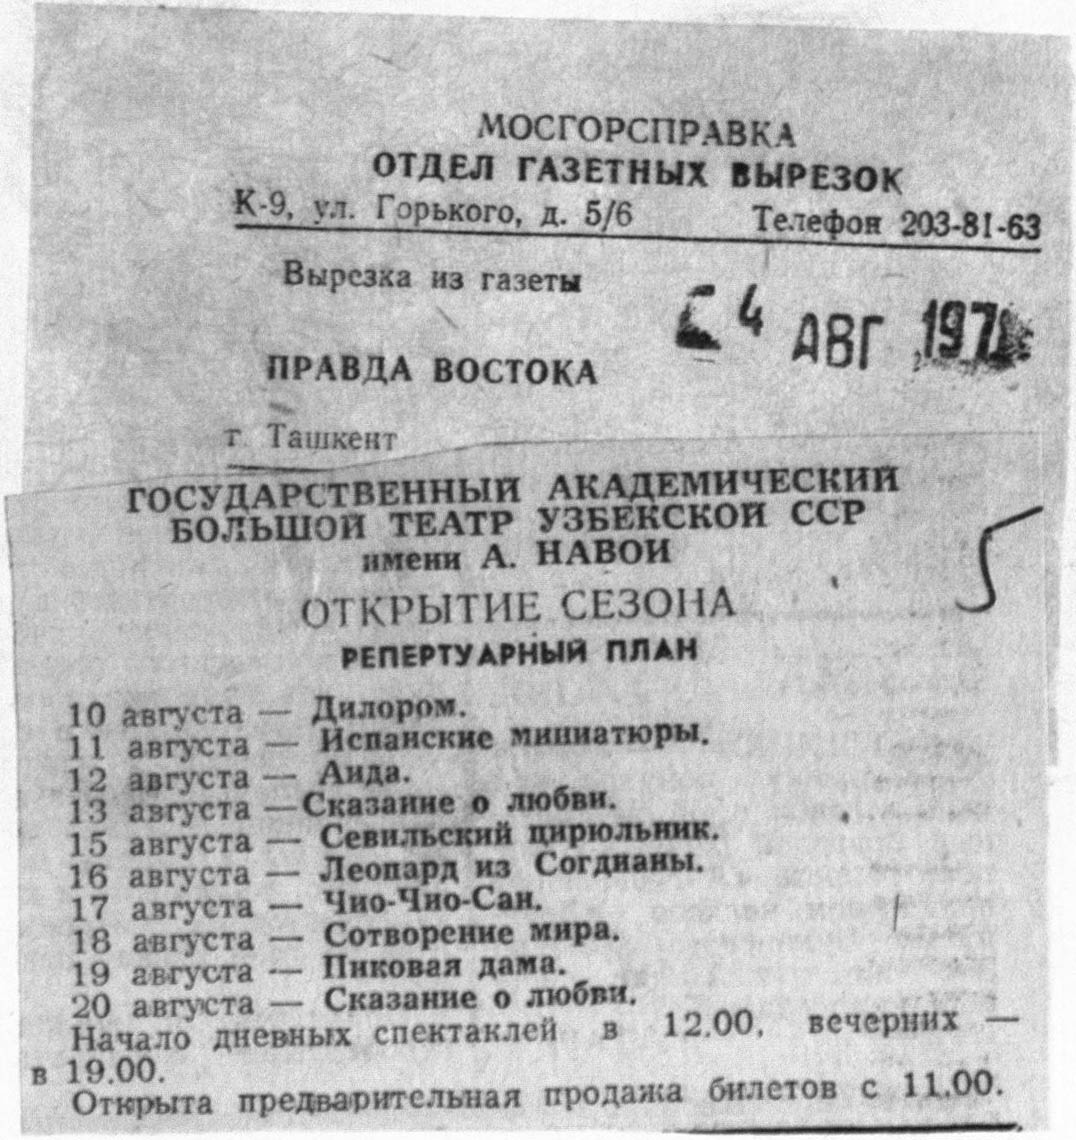 МОСГОРСПРАВКА
ОТДЕЛ ГАЗЕТНЫХ ВЫРЕЗОК
К-9, ул. Горького, д. 5/6 Телефон 203-81-63
Вырезка из газеты
4 АВГ 197
ПРАВДА ВОСТОКА
г. Ташкент
ГОСУДАРСТВЕННЫЙ АКАДЕМИЧЕСКИЙ
БОЛЬШОЙ ТЕАТР УЗБЕКСКОЙ ССР
имени А. НАВОИ
ОТКРЫТИЕ СЕЗОНА
РЕПЕРТУАРНЫЙ ПЛАН
10 августа — Дилором.
11 августа — Испанские миниатюры.
12 августа — Аида.
13 августа —Сказание о любви.
15 августа — Севильский цирюльник.
16 августа — Леопард из Согдианы.
17 августа — Чио-Чио-Сан.
18 августа — Сотворение мира.
19 августа — Пиковая дама.
20 августа — Сказание о любви.
Начало дневных спектаклей в 12.00, вечерних —
в 19.00.
Открыта предварительная продажа билетов с 11.00.